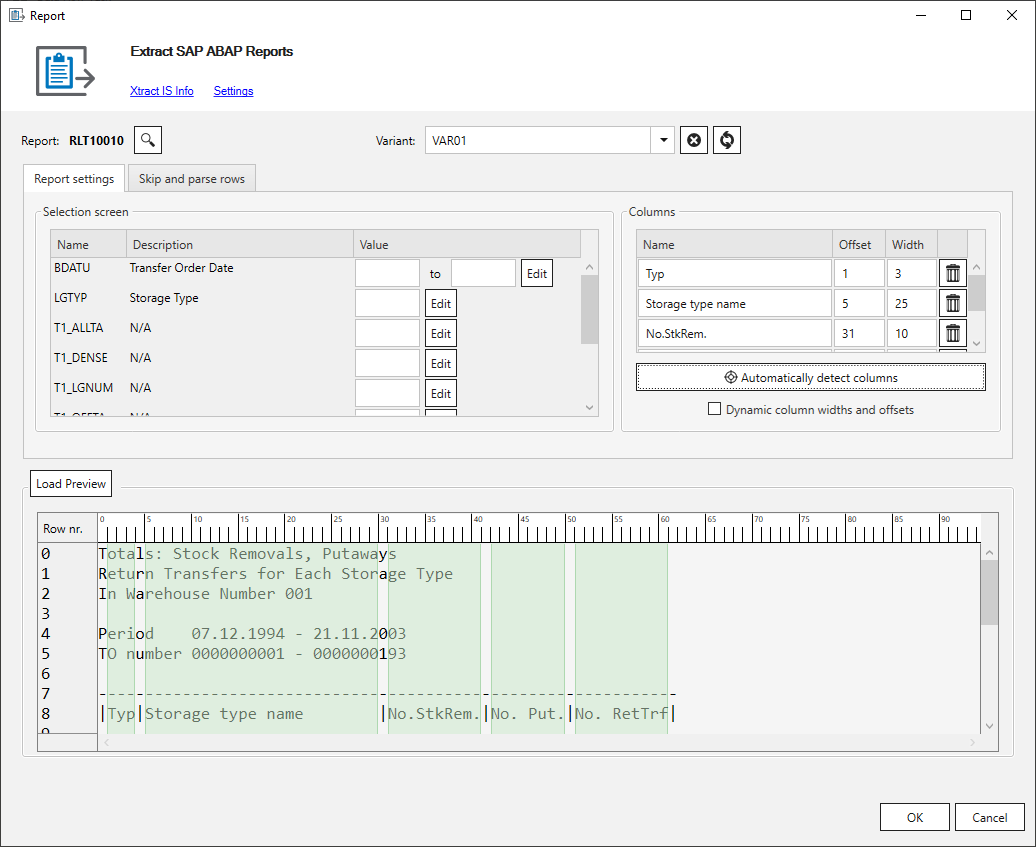 Report
Extract SAP ABAP Reports
Xtract IS Info Settings
Report: RLT10010
Variant: VAR01
Report settings
Skip and parse rows
Selection screen
Name Description Value
BDATU Transfer Order Date to Edit
LGTYP Storage Type Edit
T1_ALLTA N/A Edit
T1_DENSE N/A Edit
T1_LGNUM N/A Edit
Columns
Name Offset Width
Typ 1 3
Storage type name 5 25
No.StkRem. 31 10
Automatically detect columns
Dynamic column widths and offsets
Load Preview
Row nr. 0 5 10 15 20 25 30 35 40 45 50 55 60 65 70 75 80 85 90
0 Totals: Stock Removals, Putaways
1 Return Transfers for Each Storage Type
2 In Warehouse Number 001
3
4 Period 07.12.1994 - 21.11.2003
5 TO number 0000000001 - 0000000193
6
7 --------------------------------------------------------------
8 |Typ|Storage type name |No.StkRem.|No. Put.|No. RetTrf|
OK Cancel